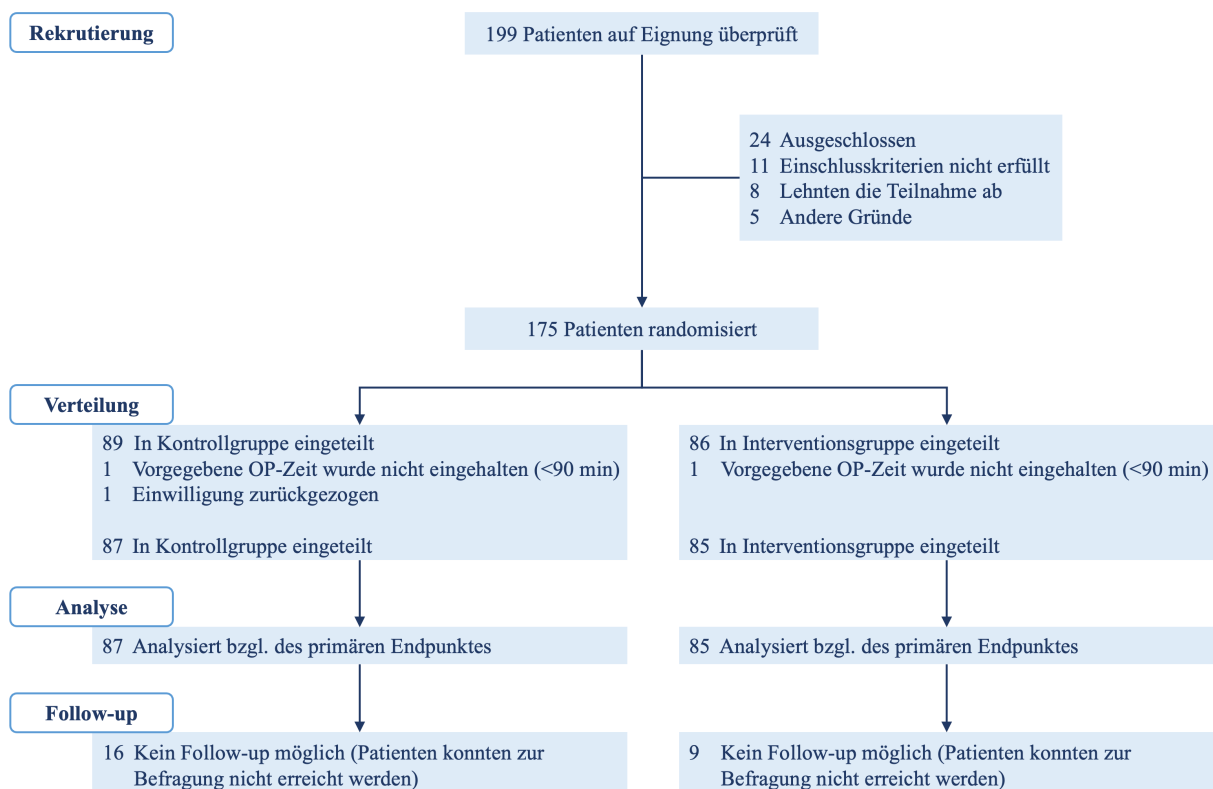 Rekrutierung
199 Patienten auf Eignung überprüft
24 Ausgeschlossen
11 Einschlusskriterien nicht erfüllt
8 Lehnten die Teilnahme ab
5 Andere Gründe
175 Patienten randomisiert
Verteilung
89 In Kontrollgruppe eingeteilt
1 Vorgegebene OP-Zeit wurde nicht eingehalten (<90 min)
1 Einwilligung zurückgezogen
87 In Kontrollgruppe eingeteilt
86 In Interventionsgruppe eingeteilt
1 Vorgegebene OP-Zeit wurde nicht eingehalten (<90 min)
85 In Interventionsgruppe eingeteilt
Analyse
87 Analysiert bzgl. des primären Endpunktes
85 Analysiert bzgl. des primären Endpunktes
Follow-up
16 Kein Follow-up möglich (Patienten konnten zur
Befragung nicht erreicht werden)
9 Kein Follow-up möglich (Patienten konnten zur
Befragung nicht erreicht werden)